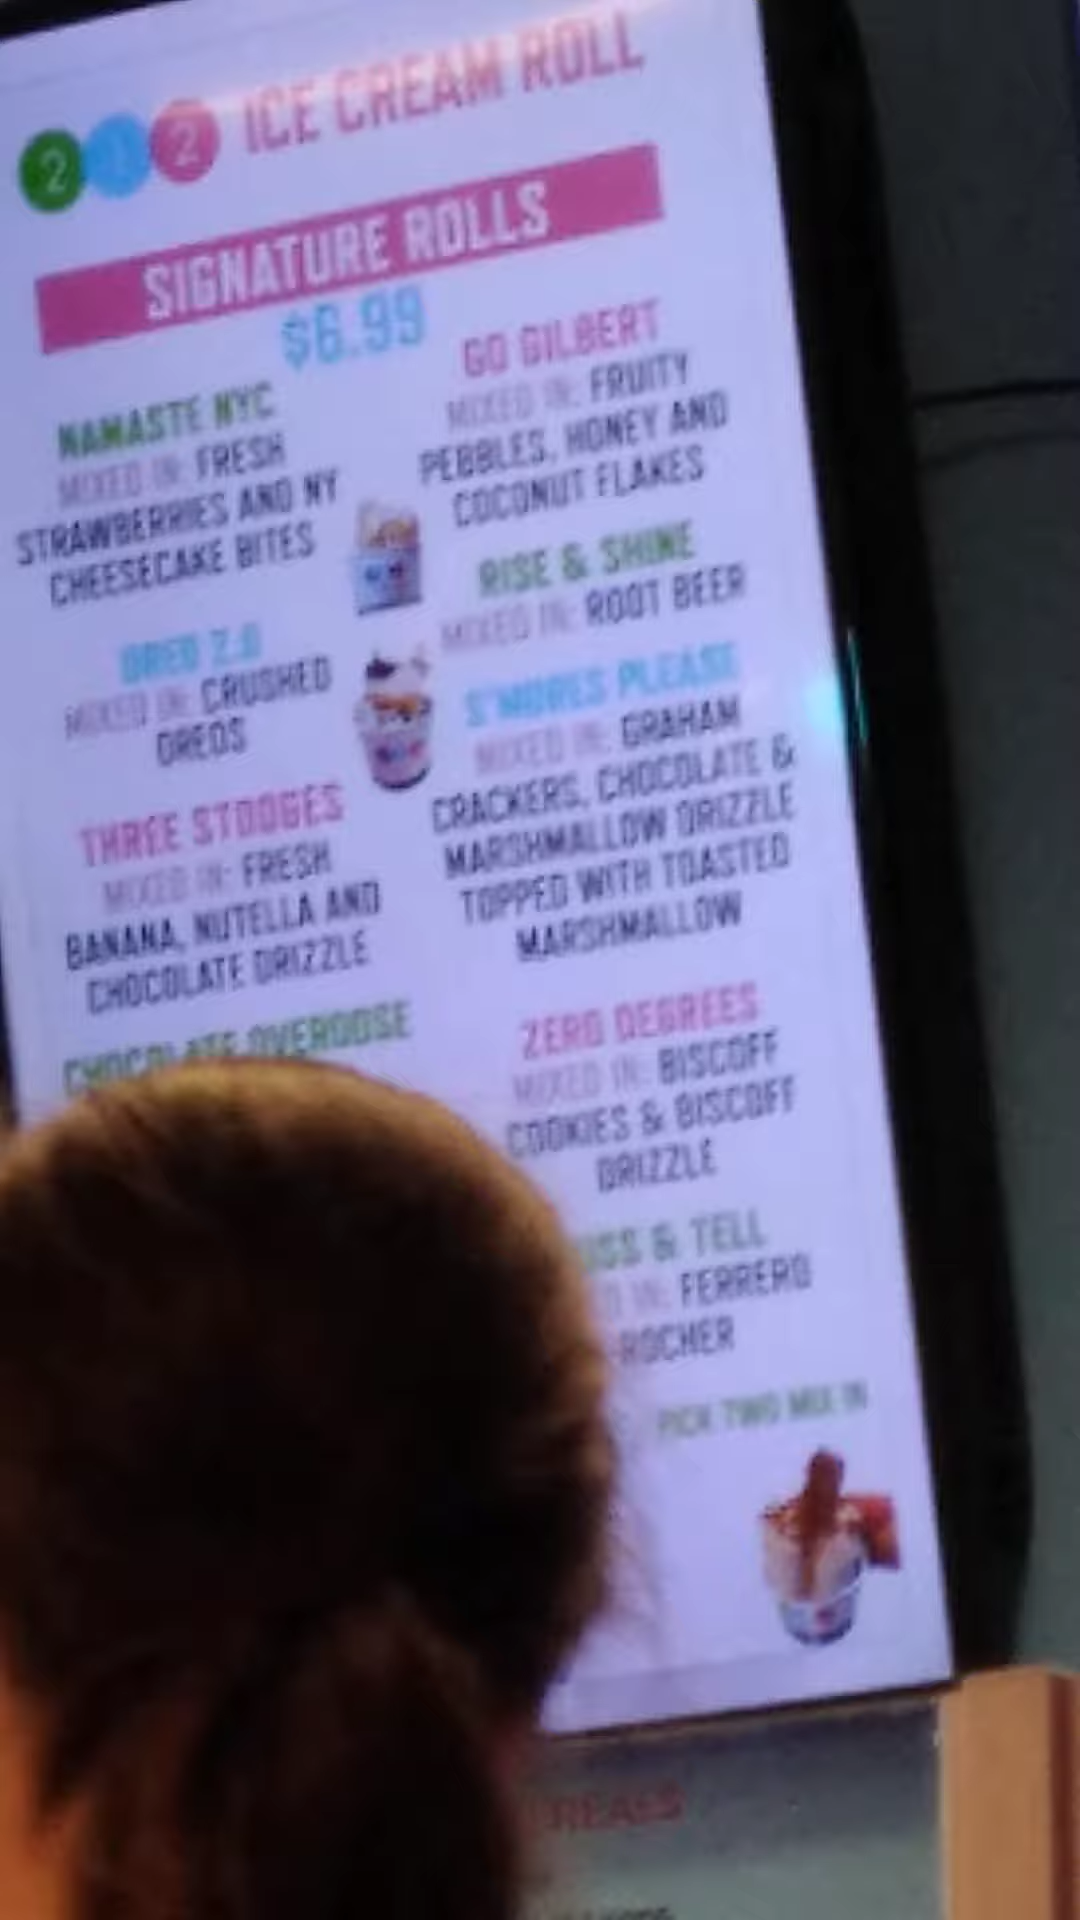 2 1 2 ICE CREAM ROLL
SIGNATURE ROLLS
$6.99
NAMASTE NYC
MIXED IN: FRESH
STRAWBERRIES AND NY
CHEESECAKE BITES
OREO 2.0
MIXED IN: CRUSHED
OREOS
THREE STOOGES
MIXED IN: FRESH
BANANA, NUTELLA AND
CHOCOLATE DRIZZLE
CHOCOLATE OVERDOSE
GO GILBERT
MIXED IN: FRUITY
PEBBLES, HONEY AND
COCONUT FLAKES
RISE & SHINE
MIXED IN: ROOT BEER
S'MORES PLEASE
MIXED IN: GRAHAM
CRACKERS, CHOCOLATE &
MARSHMALLOW DRIZZLE
TOPPED WITH TOASTED
MARSHMALLOW
ZERO DEGREES
MIXED IN: BISCOFF
COOKIES & BISCOFF
DRIZZLE
& TELL
IN: FERRERO
ROCHER
PICK TWO MIX IN